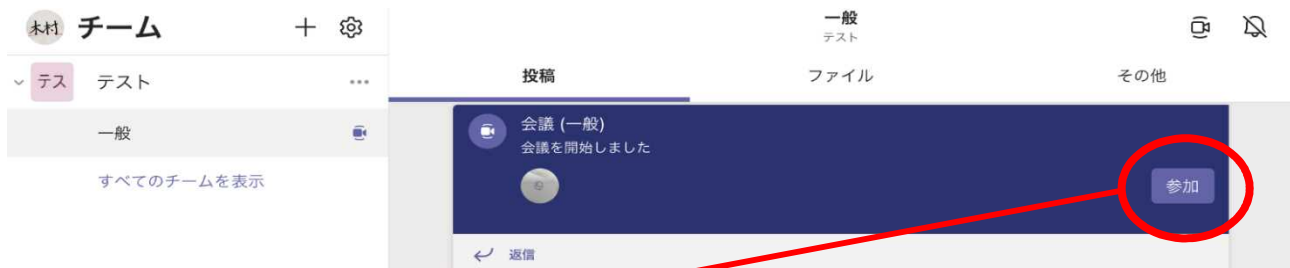 木村 チーム
テス テスト
一般
すべてのチームを表示
一般
テスト
投稿 ファイル その他
会議 (一般)
会議を開始しました
参加
返信